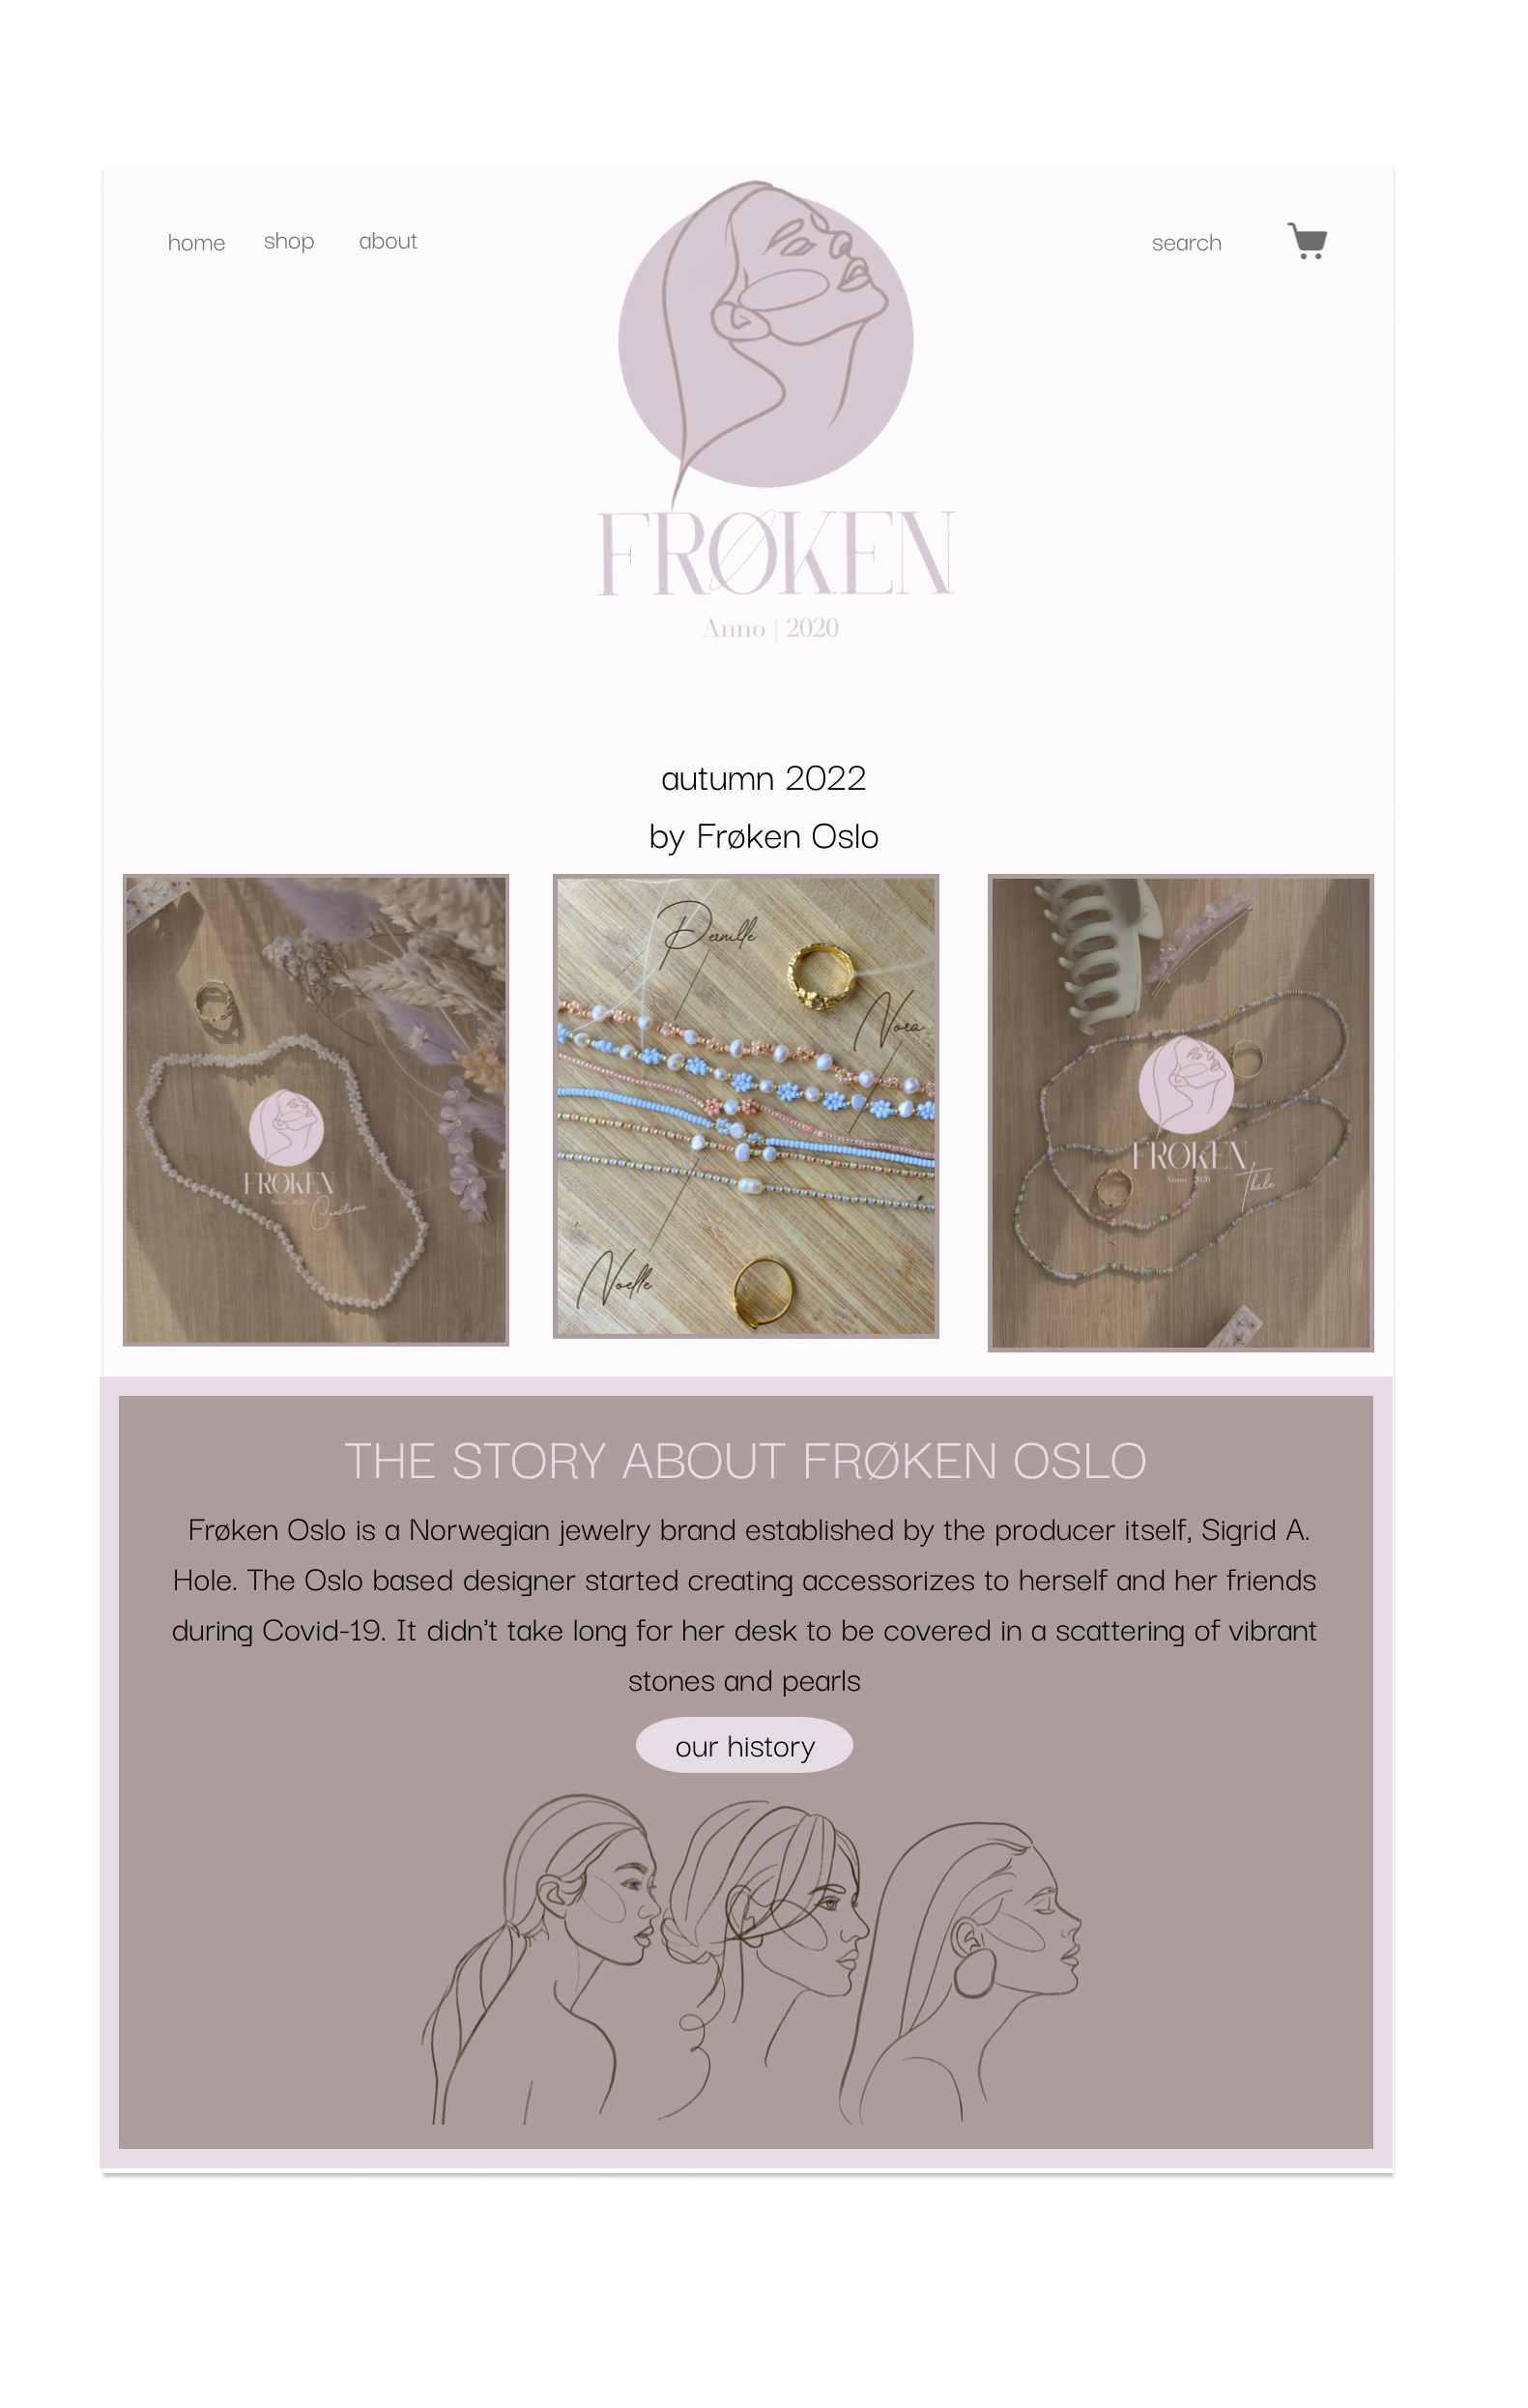 home shop about search
FRØKEN
Anno | 2020
autumn 2022
by Frøken Oslo
Pernille
Nora
Noelle
FRØKEN
Anno | 2020
Constance
FRØKEN
Anno | 2020
Thale
THE STORY ABOUT FRØKEN OSLO
Frøken Oslo is a Norwegian jewelry brand established by the producer itself, Sigrid A.
Hole. The Oslo based designer started creating accessorizes to herself and her friends
during Covid-19. It didn't take long for her desk to be covered in a scattering of vibrant
stones and pearls
our history